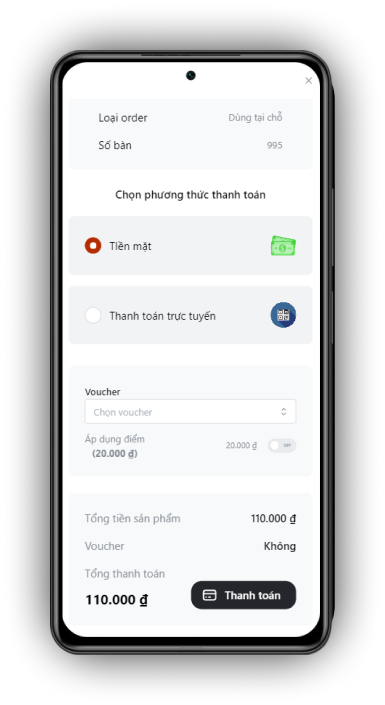 Loại order Dùng tại chỗ
Số bàn 995
Chọn phương thức thanh toán
Tiền mặt
Thanh toán trực tuyến
Voucher
Chọn voucher
Áp dụng điểm
(20.000 ₫) 20.000 ₫ OFF
Tổng tiền sản phẩm 110.000 ₫
Voucher Không
Tổng thanh toán
110.000 ₫ Thanh toán